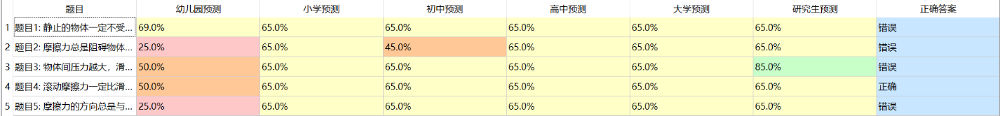 题目 幼儿园预测 小学预测 初中预测 高中预测 大学预测 研究生预测 正确答案
1 题目1: 静止的物体一定不受... 69.0% 65.0% 65.0% 65.0% 65.0% 65.0% 错误
2 题目2: 摩擦力总是阻碍物体... 25.0% 65.0% 45.0% 65.0% 65.0% 65.0% 错误
3 题目3: 物体间压力越大，滑... 50.0% 65.0% 65.0% 65.0% 65.0% 85.0% 错误
4 题目4: 滚动摩擦力一定比滑... 50.0% 65.0% 65.0% 65.0% 65.0% 65.0% 正确
5 题目5: 摩擦力的方向总是与... 25.0% 65.0% 65.0% 65.0% 65.0% 65.0% 错误